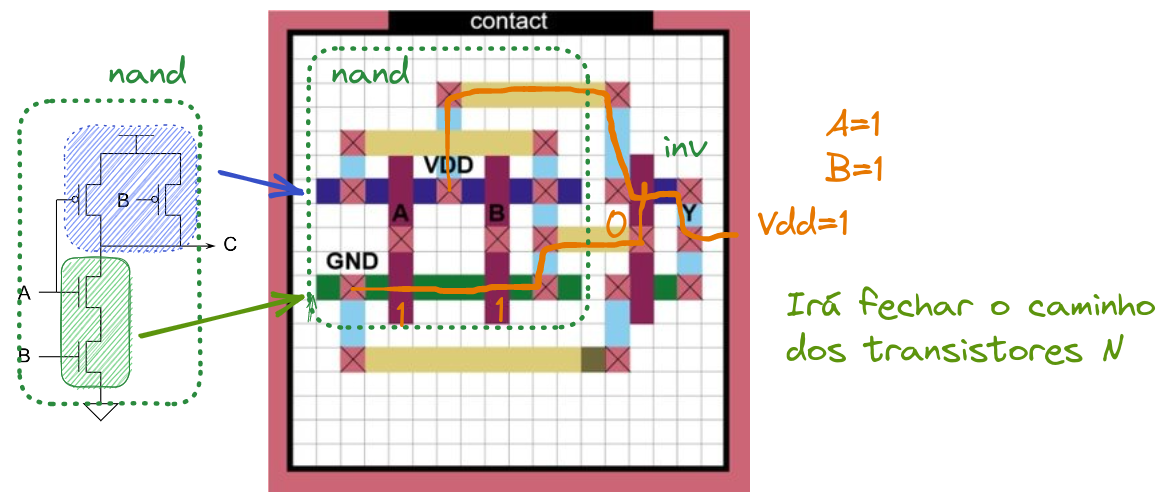 contact
nand
nand
inv
VDD
A
B
Y
0
GND
1
1
B
C
A
B
A=1
B=1
Vdd=1
Irá fechar o caminho
dos transistores N